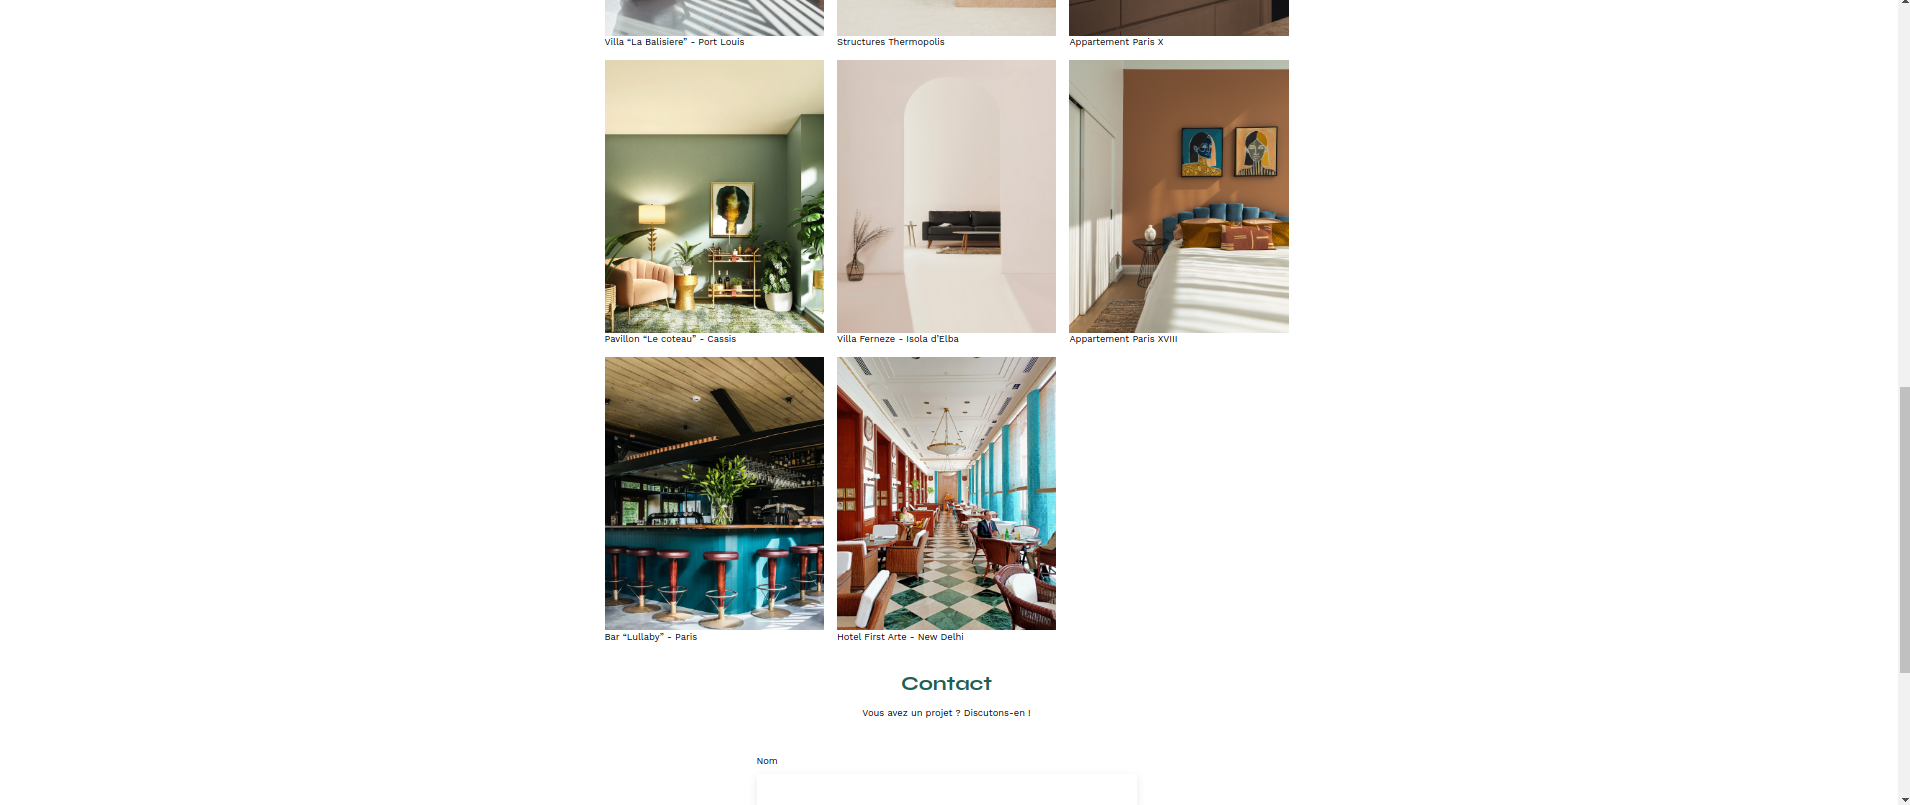 Villa “La Balisiere” - Port Louis
Structures Thermopolis
Appartement Paris X
Pavillon “Le coteau” - Cassis
Villa Ferneze - Isola d’Elba
Appartement Paris XVIII
Bar “Lullaby” - Paris
Hotel First Arte - New Delhi
Contact
Vous avez un projet ? Discutons-en !
Nom